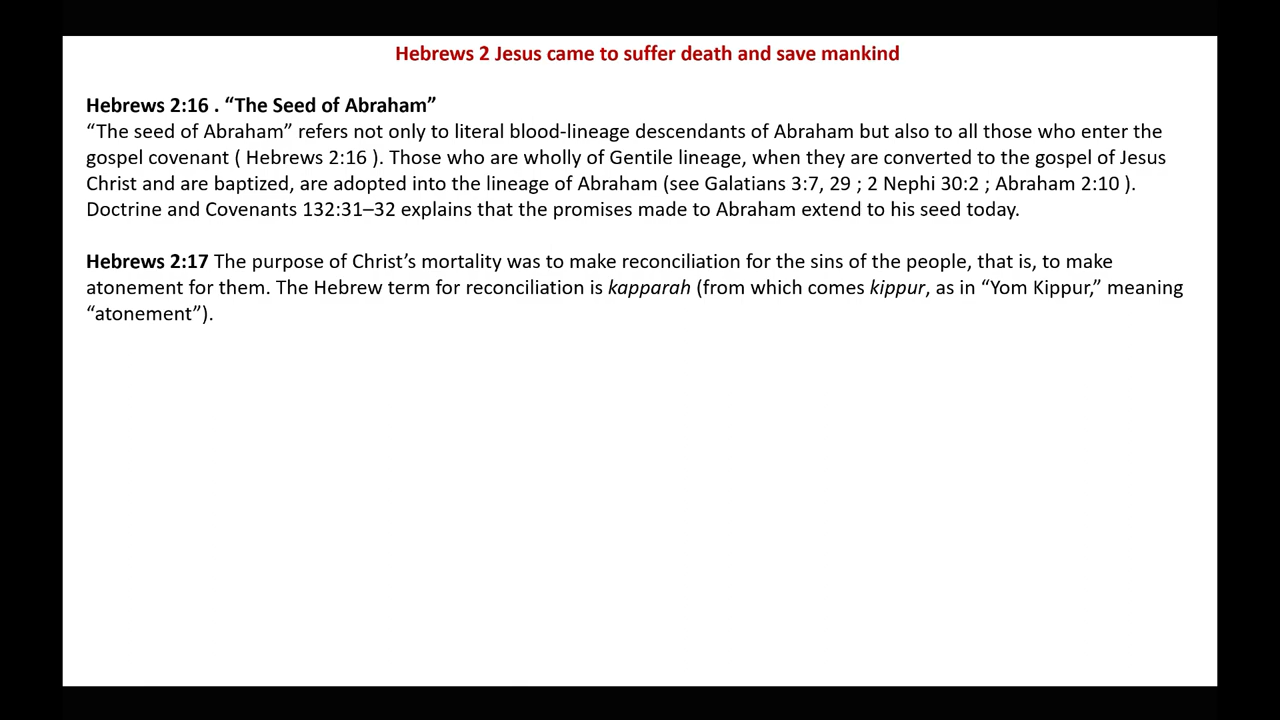 Hebrews 2 Jesus came to suffer death and save mankind
Hebrews 2:16 . “The Seed of Abraham”
“The seed of Abraham” refers not only to literal blood-lineage descendants of Abraham but also to all those who enter the
gospel covenant ( Hebrews 2:16 ). Those who are wholly of Gentile lineage, when they are converted to the gospel of Jesus
Christ and are baptized, are adopted into the lineage of Abraham (see Galatians 3:7, 29 ; 2 Nephi 30:2 ; Abraham 2:10 ).
Doctrine and Covenants 132:31–32 explains that the promises made to Abraham extend to his seed today.
Hebrews 2:17 The purpose of Christ’s mortality was to make reconciliation for the sins of the people, that is, to make
atonement for them. The Hebrew term for reconciliation is kapparah (from which comes kippur, as in “Yom Kippur,” meaning
“atonement”).